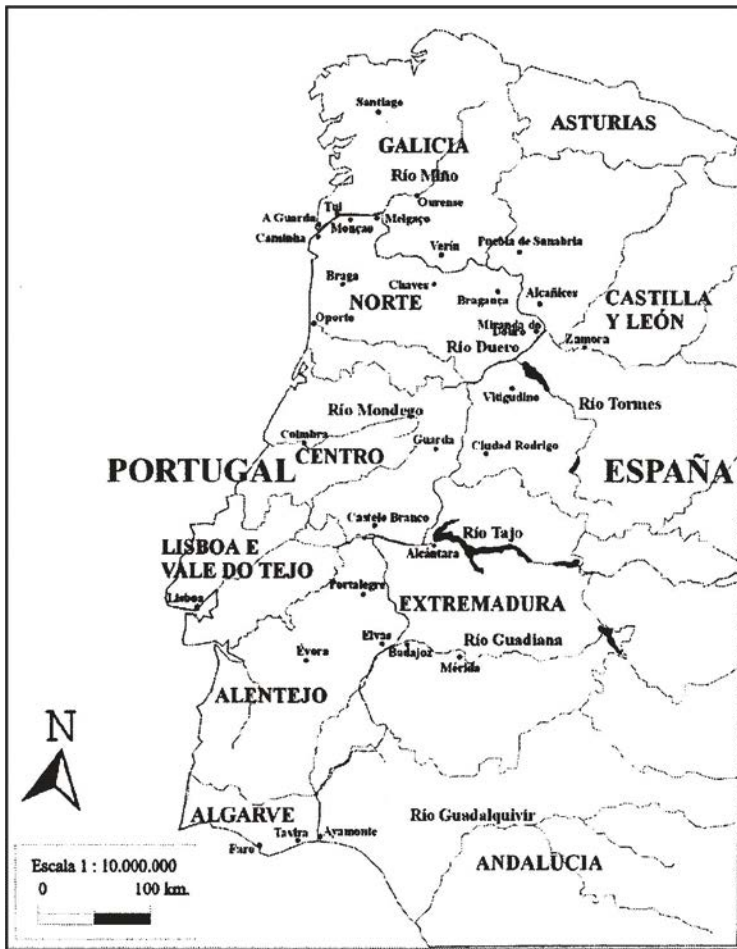 Santiago
ASTURIAS
GALICIA
Río Miño
Ourense
Tui
A Guarda
Monçao
Melgaço
Caminha
Verín
Puebla de Sanabria
Braga
Chaves
Bragança
Alcañices
NORTE
CASTILLA
Y LEÓN
Oporto
Miranda do
Douro
Río Duero
Zamora
Vitigudino
Río Tormes
Río Mondego
Coimbra
Guarda
Ciudad Rodrigo
CENTRO
PORTUGAL
ESPAÑA
Castelo Branco
Río Tajo
LISBOA E
VALE DO TEJO
Alcántara
Lisboa
Portalegre
EXTREMADURA
Elvas
Badajoz
Río Guadiana
Évora
Mérida
ALENTEJO
N
ALGARVE
Río Guadalquivir
Tavira
Ayamonte
Faro
ANDALUCIA
Escala 1 : 10.000.000
0 100 km.